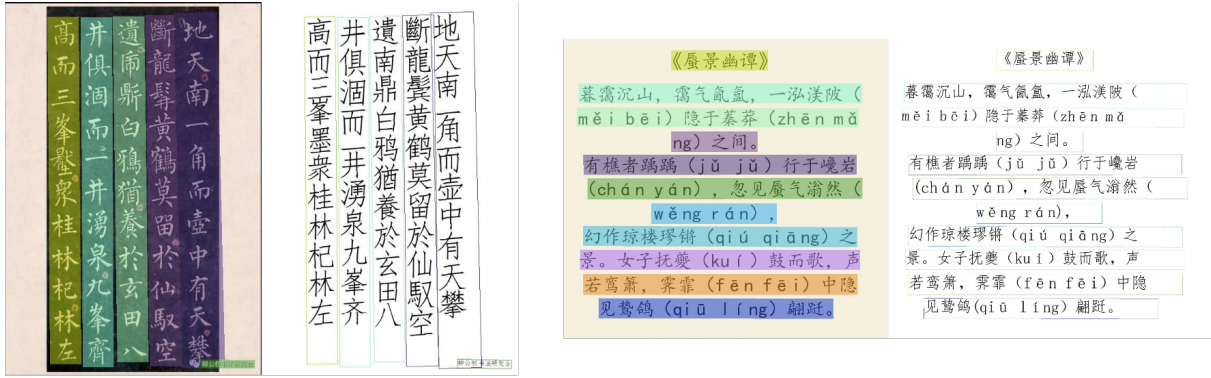 地天南一角而壺中有天攀
斷龍髯黃鶴莫畱於仙馭空
遺鼎白鵶猶養於玄田八
井俱涸而一井湧泉九峯齊
高而三峯壂衆桂林杞林左
地天南一角而壶中有天攀
斷龍鬓黄鹤莫留於仙馭空
遺南鼎白鸦猶養於玄田八
井俱涸而一井湧泉九峯齐
高而三峯墨衆桂林杞林左
《蜃景幽谭》
暮霭沉山，霭气氤氲，一泓渼陂（
měi bēi）隐于蓁莽（zhēn mǎ
ng）之间。
有樵者踽踽（jǔ jǔ）行于巉岩
（chán yán），忽见蜃气滃然（
wěng rán），
幻作琼楼璆锵（qiú qiāng）之
景。女子抚夔（kuí）鼓而歌，声
若鸾箫，雰霏（fēn fēi）中隐
见鹙鸰（qiū líng）翩跹。
《蜃景幽谭》
暮霭沉山，霭气氤氲，一泓渼陂（
měi bēi）隐于蓁莽（zhēn mǎ
ng）之间。
有樵者踽踽（jǔ jǔ）行于巉岩
(chán yán），忽见蜃气滃然（
wěng rán)，
幻作琼楼璆锵（qiú qiāng）之
景。女子抚夔（kuí）鼓而歌，声
若鸾箫，雰霏（fēn fēi）中隐
见鹙鸰(qiū líng）翩跹。